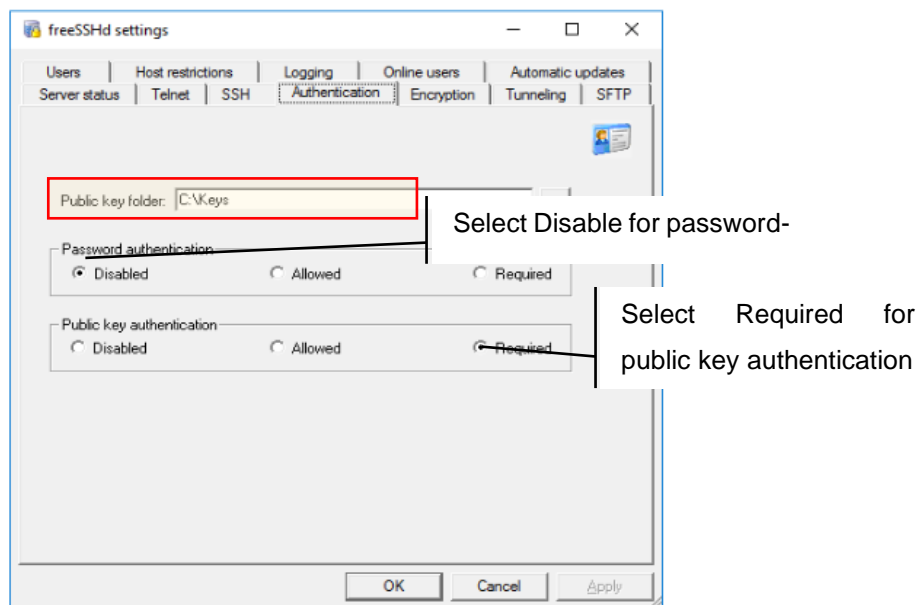 freeSSHd settings
Users Host restrictions Logging Online users Automatic updates
Server status Telnet SSH Authentication Encryption Tunneling SFTP
Public key folder: C:\Keys
Select Disable for password-
Password authentication
Disabled Allowed Required
Select Required for
public key authentication
Public key authentication
Disabled Allowed Required
OK Cancel Apply